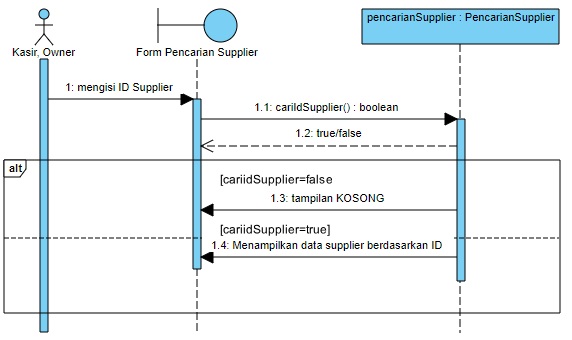 pencarianSupplier : PencarianSupplier
Kasir, Owner
Form Pencarian Supplier
1: mengisi ID Supplier
1.1: cariIdSupplier() : boolean
1.2: true/false
alt
[cariidSupplier=false
1.3: tampilan KOSONG
[cariidSupplier=true]
1.4: Menampilkan data supplier berdasarkan ID